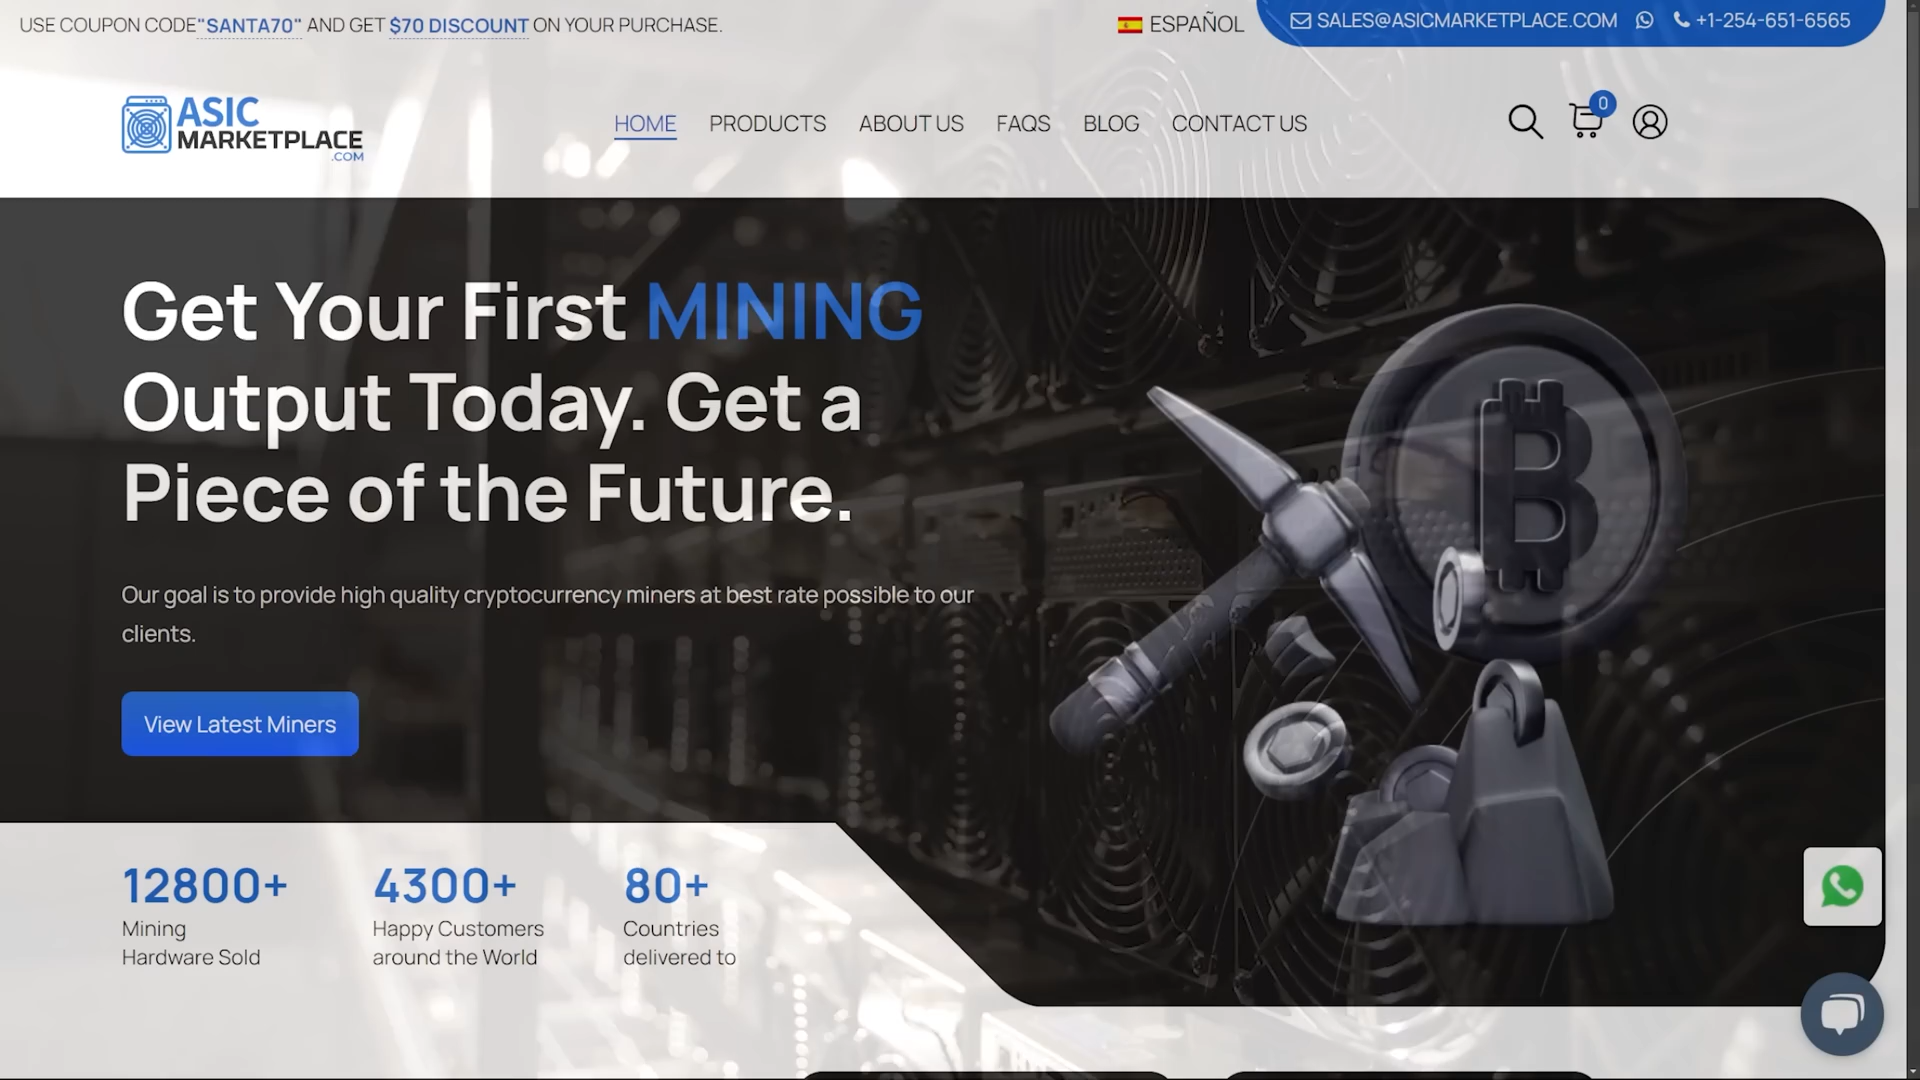 USE COUPON CODE"SANTA70" AND GET $70 DISCOUNT ON YOUR PURCHASE.
ESPAÑOL
SALES@ASICMARKETPLACE.COM
+1-254-651-6565
ASIC
MARKETPLACE
.COM
HOME PRODUCTS ABOUT US FAQS BLOG CONTACT US
0
Get Your First MINING
Output Today. Get a
Piece of the Future.
Our goal is to provide high quality cryptocurrency miners at best rate possible to our
clients.
View Latest Miners
12800+
Mining
Hardware Sold
4300+
Happy Customers
around the World
80+
Countries
delivered to